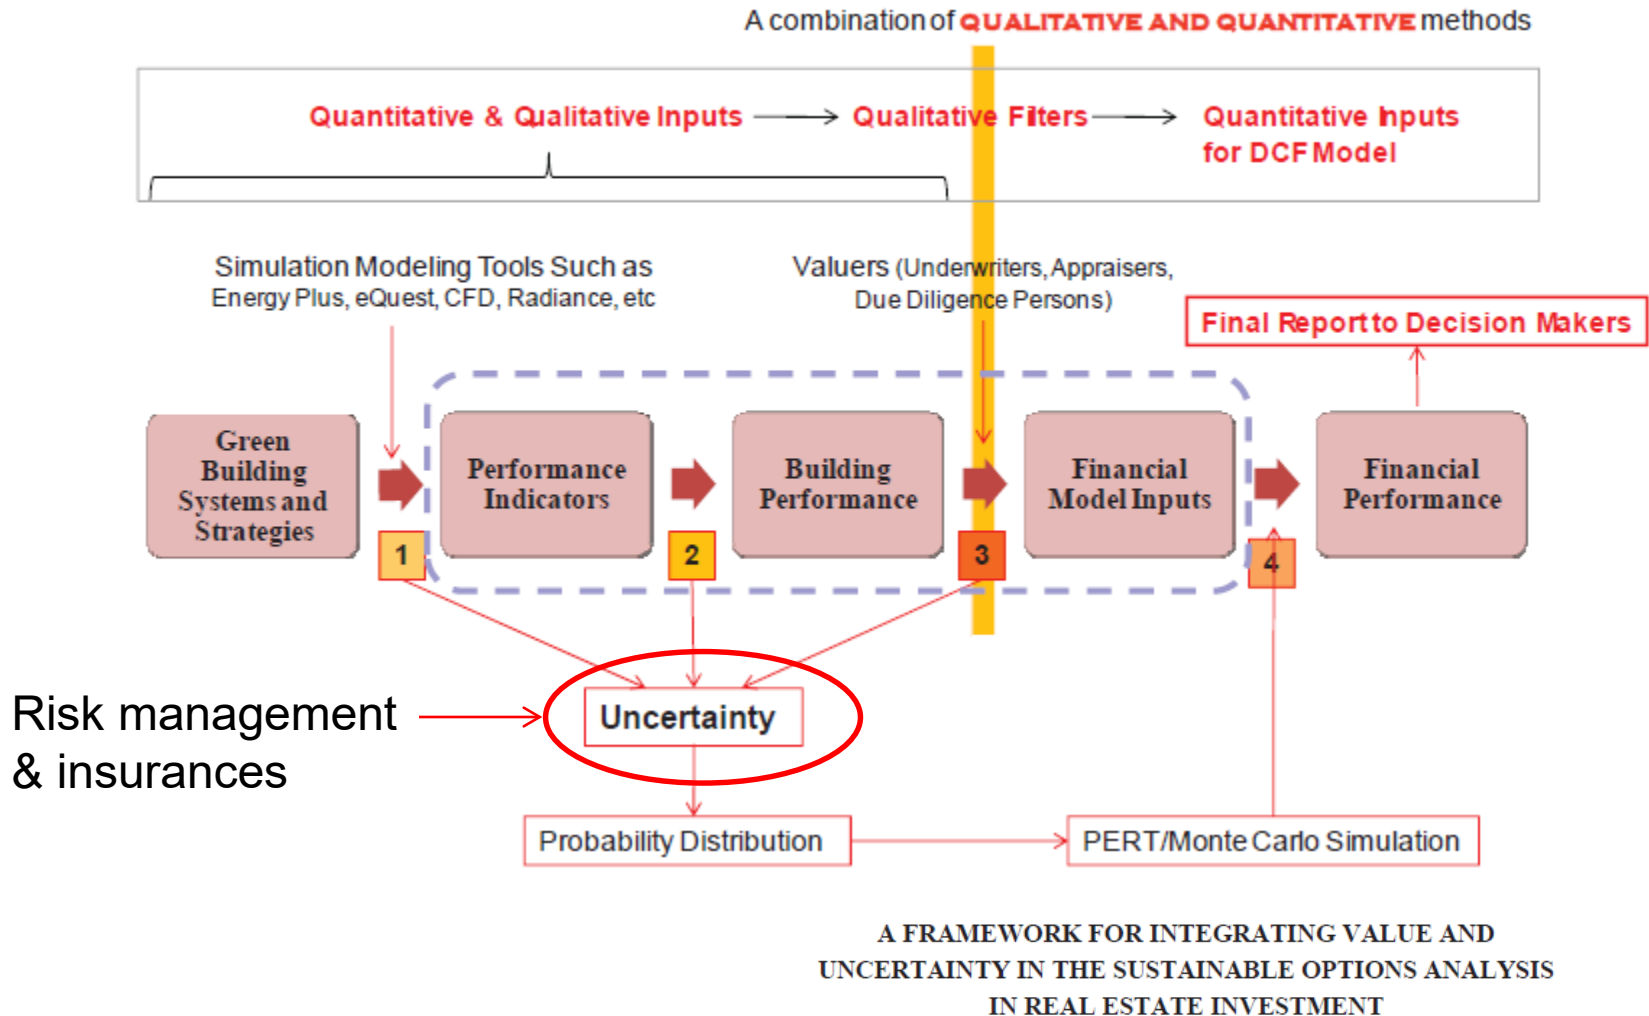 A combination of QUALITATIVE AND QUANTITATIVE methods
Quantitative & Qualitative Inputs
Qualitative Filters
Quantitative Inputs
for DCF Model
Simulation Modeling Tools Such as
Energy Plus, eQuest, CFD, Radiance, etc
Valuers (Underwriters, Appraisers,
Due Diligence Persons)
Final Report to Decision Makers
Green
Building
Systems and
Strategies
Performance
Indicators
Building
Performance
Financial
Model Inputs
Financial
Performance
1
2
3
4
Risk management
& insurances
Uncertainty
Probability Distribution
PERT/Monte Carlo Simulation
A FRAMEWORK FOR INTEGRATING VALUE AND
UNCERTAINTY IN THE SUSTAINABLE OPTIONS ANALYSIS
IN REAL ESTATE INVESTMENT